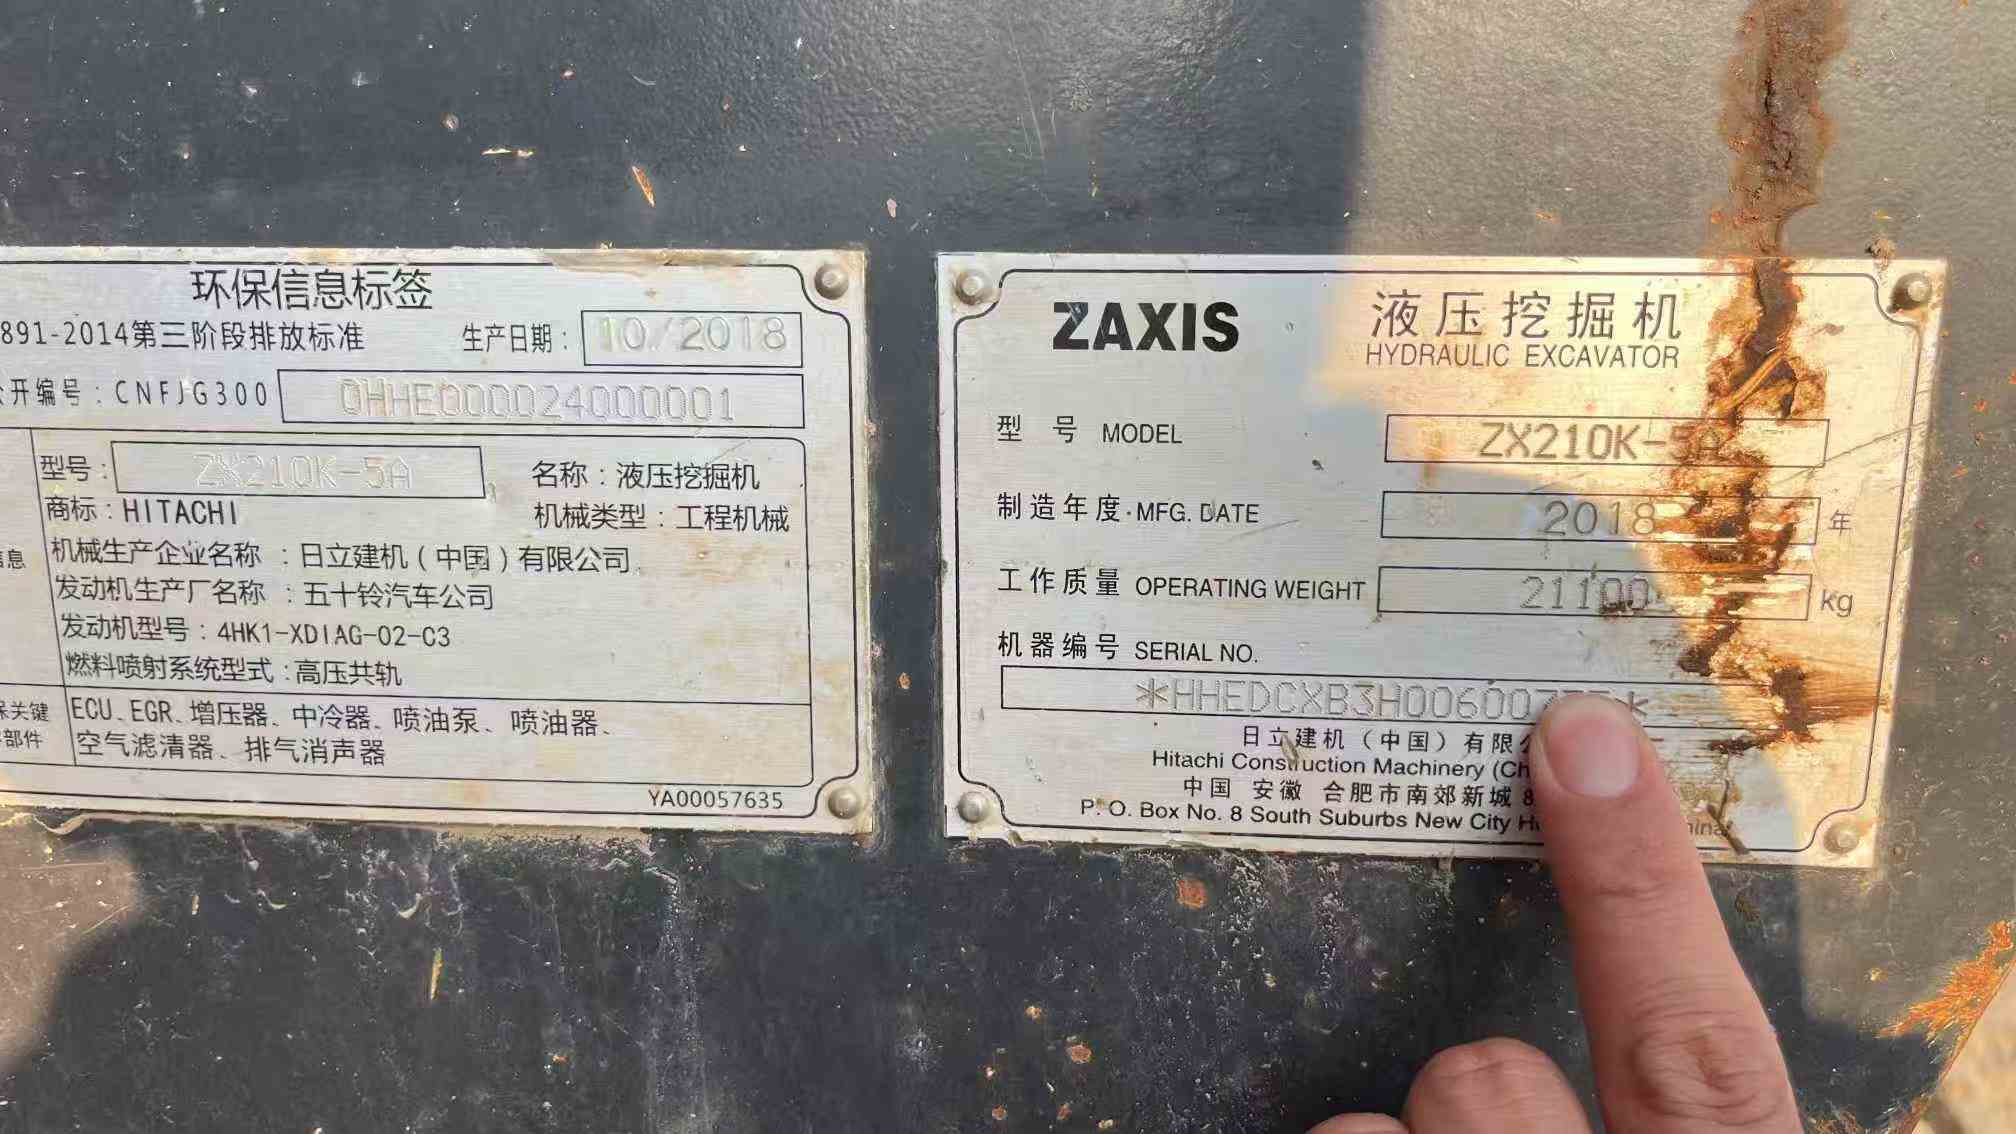 环保信息标签
891-2014第三阶段排放标准 生产日期: 10/2018
开编号: CNFJG300 0HHE000024000001
型号: ZX210K-5A 名称: 液压挖掘机
商标: HITACHI 机械类型: 工程机械
息 机械生产企业名称 : 日立建机(中国)有限公司
发动机生产厂名称 : 五十铃汽车公司
发动机型号: 4HK1-XDIAG-02-C3
燃料喷射系统型式: 高压共轨
关键 ECU、EGR、增压器、中冷器、喷油泵、喷油器、
部件 空气滤清器、排气消声器
YA00057635
ZAXIS 液压挖掘机
HYDRAULIC EXCAVATOR
型号 MODEL ZX210K-5A
制造年度·MFG. DATE 2018 年
工作质量 OPERATING WEIGHT 21100 kg
机器编号 SERIAL NO.
*HHEDCXB3H00600
日立建机(中国)有限
Hitachi Construction Machinery
中国 安徽 合肥市南郊新城
P.O. Box No. 8 South Suburbs New City